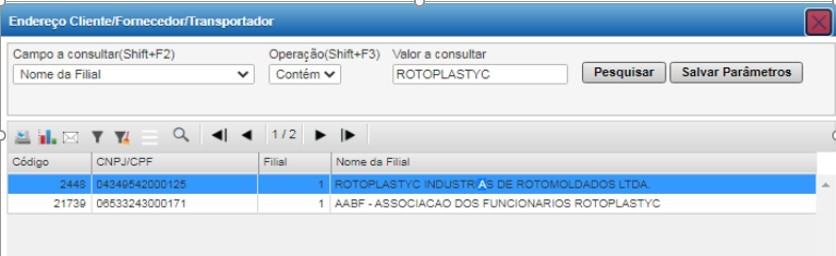 Endereço Cliente/Fornecedor/Transportador
Campo a consultar(Shift+F2) Operação(Shift+F3) Valor a consultar
Nome da Filial Contém ROTOPLASTYC Pesquisar Salvar Parâmetros
1 / 2
Código CNPJ/CPF Filial Nome da Filial
2448 04349542000125 1 ROTOPLASTYC INDUSTRIAS DE ROTOMOLDADOS LTDA.
21739 06533243000171 1 AABF - ASSOCIACAO DOS FUNCIONARIOS ROTOPLASTYC